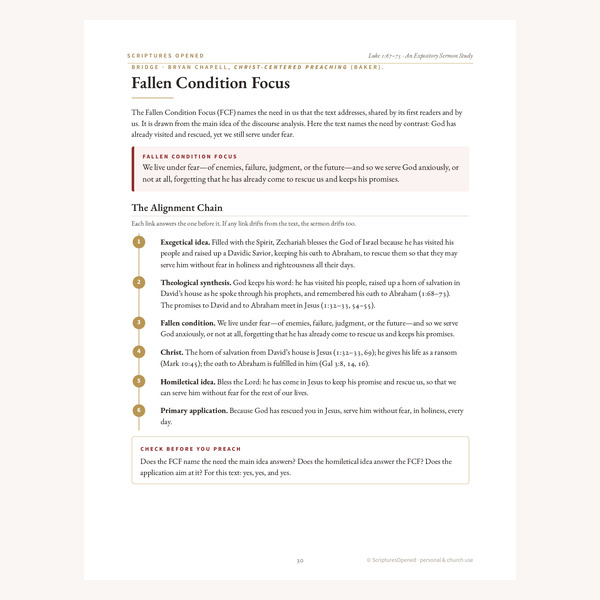 SCRIPTURES OPENED
Luke 1:67–75 · An Expository Sermon Study
BRIDGE · BRYAN CHAPELL, CHRIST-CENTERED PREACHING (BAKER).
Fallen Condition Focus
The Fallen Condition Focus (FCF) names the need in us that the text addresses, shared by its first readers and by
us. It is drawn from the main idea of the discourse analysis. Here the text names the need by contrast: God has
already visited and rescued, yet we still serve under fear.
FALLEN CONDITION FOCUS
We live under fear—of enemies, failure, judgment, or the future—and so we serve God anxiously, or
not at all, forgetting that he has already come to rescue us and keeps his promises.
The Alignment Chain
Each link answers the one before it. If any link drifts from the text, the sermon drifts too.
1 Exegetical idea. Filled with the Spirit, Zechariah blesses the God of Israel because he has visited his
people and raised up a Davidic Savior, keeping his oath to Abraham, to rescue them so that they may
serve him without fear in holiness and righteousness all their days.
2 Theological synthesis. God keeps his word: he has visited his people, raised up a horn of salvation in
David's house as he spoke through his prophets, and remembered his oath to Abraham (1:68–75).
The promises to David and to Abraham meet in Jesus (1:32–33, 54–55).
3 Fallen condition. We live under fear—of enemies, failure, judgment, or the future—and so we serve
God anxiously, or not at all, forgetting that he has already come to rescue us and keeps his promises.
4 Christ. The horn of salvation from David's house is Jesus (1:32–33, 69); he gives his life as a ransom
(Mark 10:45); the oath to Abraham is fulfilled in him (Gal 3:8, 14, 16).
5 Homiletical idea. Bless the Lord: he has come in Jesus to keep his promise and rescue us, so that we
can serve him without fear for the rest of our lives.
6 Primary application. Because God has rescued you in Jesus, serve him without fear, in holiness, every
day.
CHECK BEFORE YOU PREACH
Does the FCF name the need the main idea answers? Does the homiletical idea answer the FCF? Does the
application aim at it? For this text: yes, yes, and yes.
30
© ScripturesOpened · personal & church use